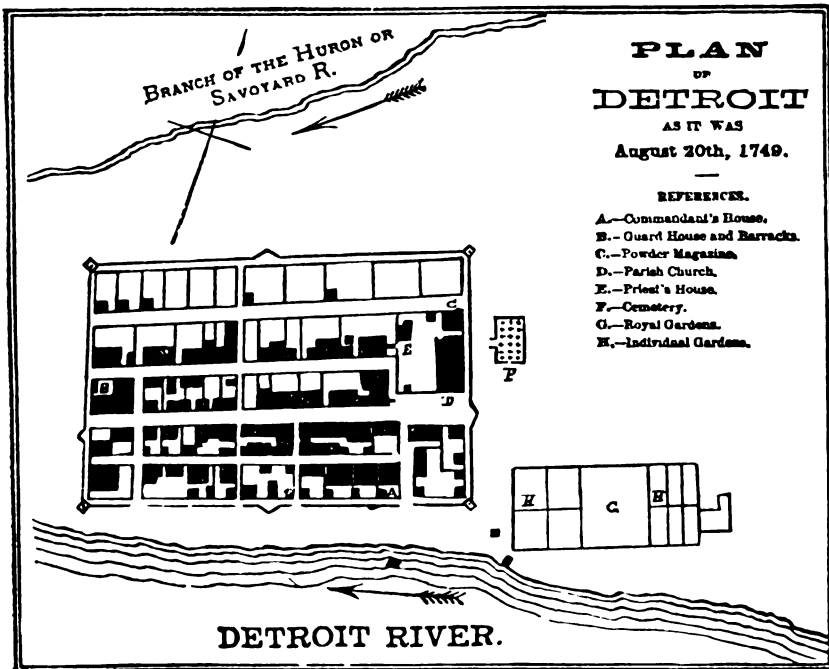 BRANCH OF THE HURON OR
SAVOYARD R.
PLAN
OF
DETROIT
AS IT WAS
August 20th, 1749.
REFERENCES.
A.—Commandant's House.
B.—Guard House and Barracks.
C.—Powder Magazine.
D.—Parish Church.
E.—Priest's House.
F.—Cemetery.
G.—Royal Gardens.
H.—Individual Gardens.
C
E
D
F
A
H
G
H
DETROIT RIVER.